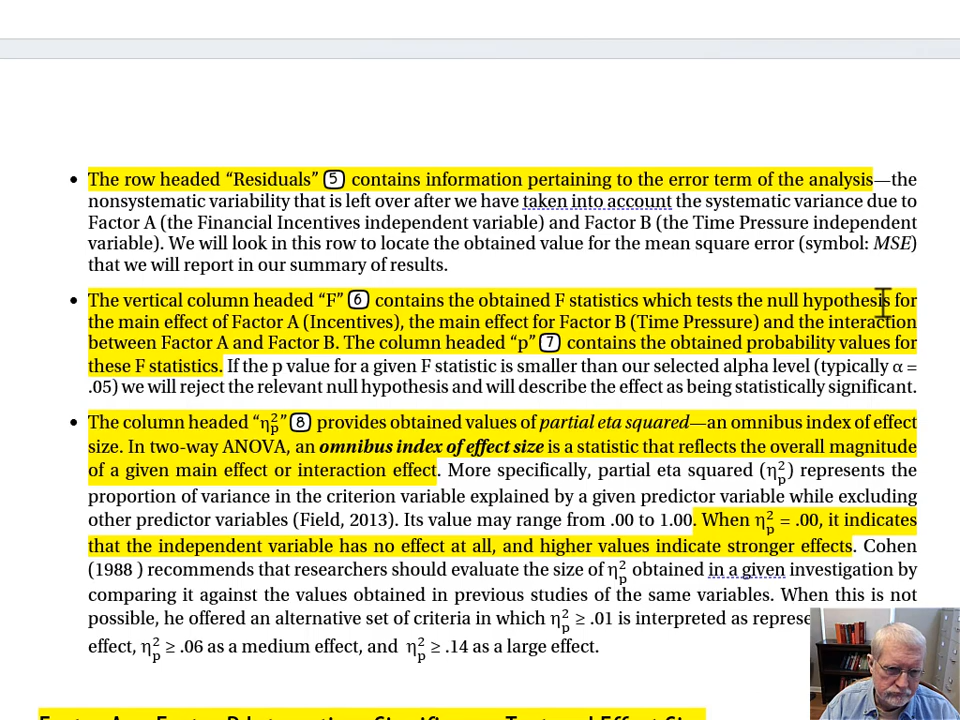 • The row headed “Residuals” 5 contains information pertaining to the error term of the analysis—the
nonsystematic variability that is left over after we have taken into account the systematic variance due to
Factor A (the Financial Incentives independent variable) and Factor B (the Time Pressure independent
variable). We will look in this row to locate the obtained value for the mean square error (symbol: MSE)
that we will report in our summary of results.
• The vertical column headed “F” 6 contains the obtained F statistics which tests the null hypothesis for
the main effect of Factor A (Incentives), the main effect for Factor B (Time Pressure) and the interaction
between Factor A and Factor B. The column headed “p” 7 contains the obtained probability values for
these F statistics. If the p value for a given F statistic is smaller than our selected alpha level (typically α =
.05) we will reject the relevant null hypothesis and will describe the effect as being statistically significant.
• The column headed “η²ₚ” 8 provides obtained values of partial eta squared—an omnibus index of effect
size. In two-way ANOVA, an omnibus index of effect size is a statistic that reflects the overall magnitude
of a given main effect or interaction effect. More specifically, partial eta squared (η²ₚ) represents the
proportion of variance in the criterion variable explained by a given predictor variable while excluding
other predictor variables (Field, 2013). Its value may range from .00 to 1.00. When η²ₚ = .00, it indicates
that the independent variable has no effect at all, and higher values indicate stronger effects. Cohen
(1988 ) recommends that researchers should evaluate the size of η²ₚ obtained in a given investigation by
comparing it against the values obtained in previous studies of the same variables. When this is not
possible, he offered an alternative set of criteria in which η²ₚ ≥ .01 is interpreted as
effect, η²ₚ ≥ .06 as a medium effect, and η²ₚ ≥ .14 as a large effect.